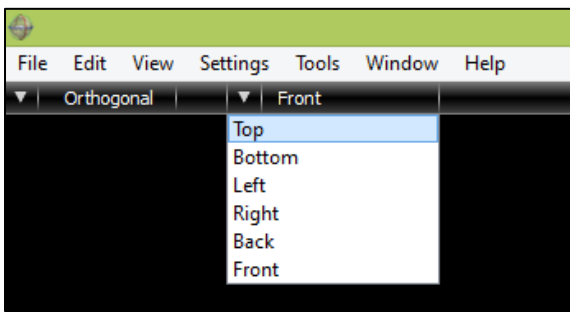 File Edit View Settings Tools Window Help
▼ Orthogonal ▼ Front
Top
Bottom
Left
Right
Back
Front